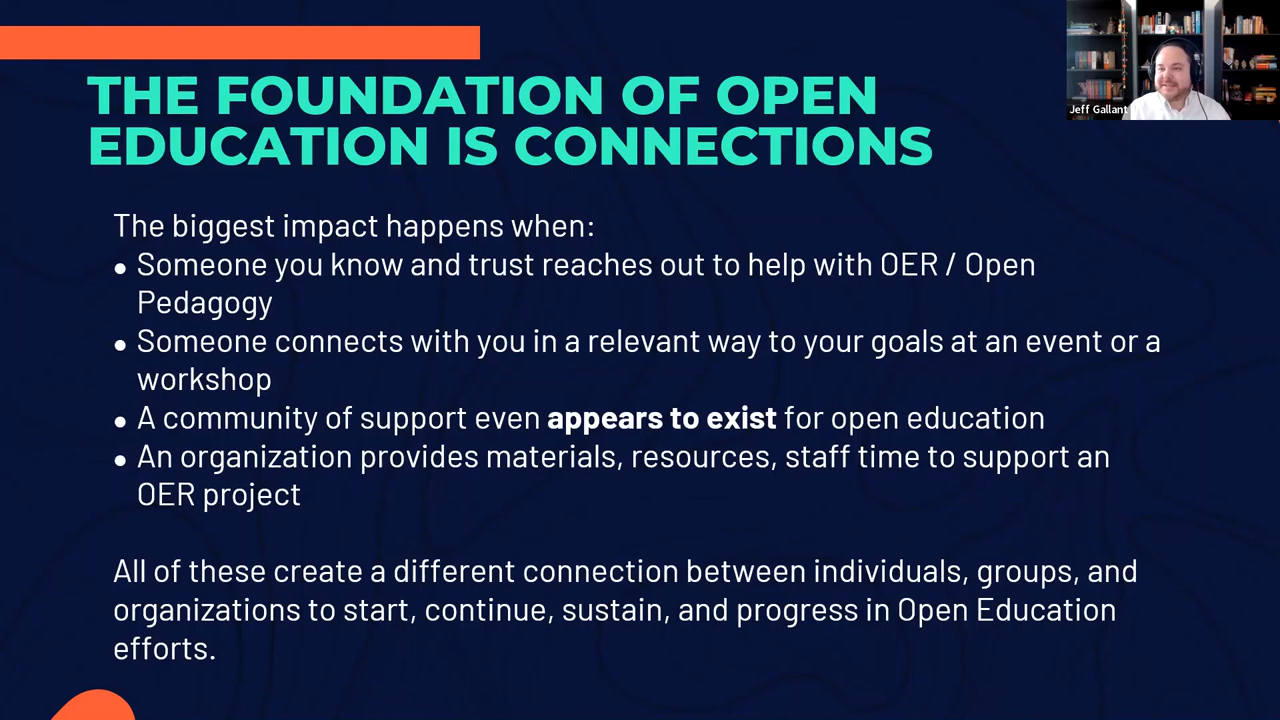 THE FOUNDATION OF OPEN
EDUCATION IS CONNECTIONS
Jeff Gallant
The biggest impact happens when:
● Someone you know and trust reaches out to help with OER / Open
Pedagogy
● Someone connects with you in a relevant way to your goals at an event or a
workshop
● A community of support even appears to exist for open education
● An organization provides materials, resources, staff time to support an
OER project
All of these create a different connection between individuals, groups, and
organizations to start, continue, sustain, and progress in Open Education
efforts.